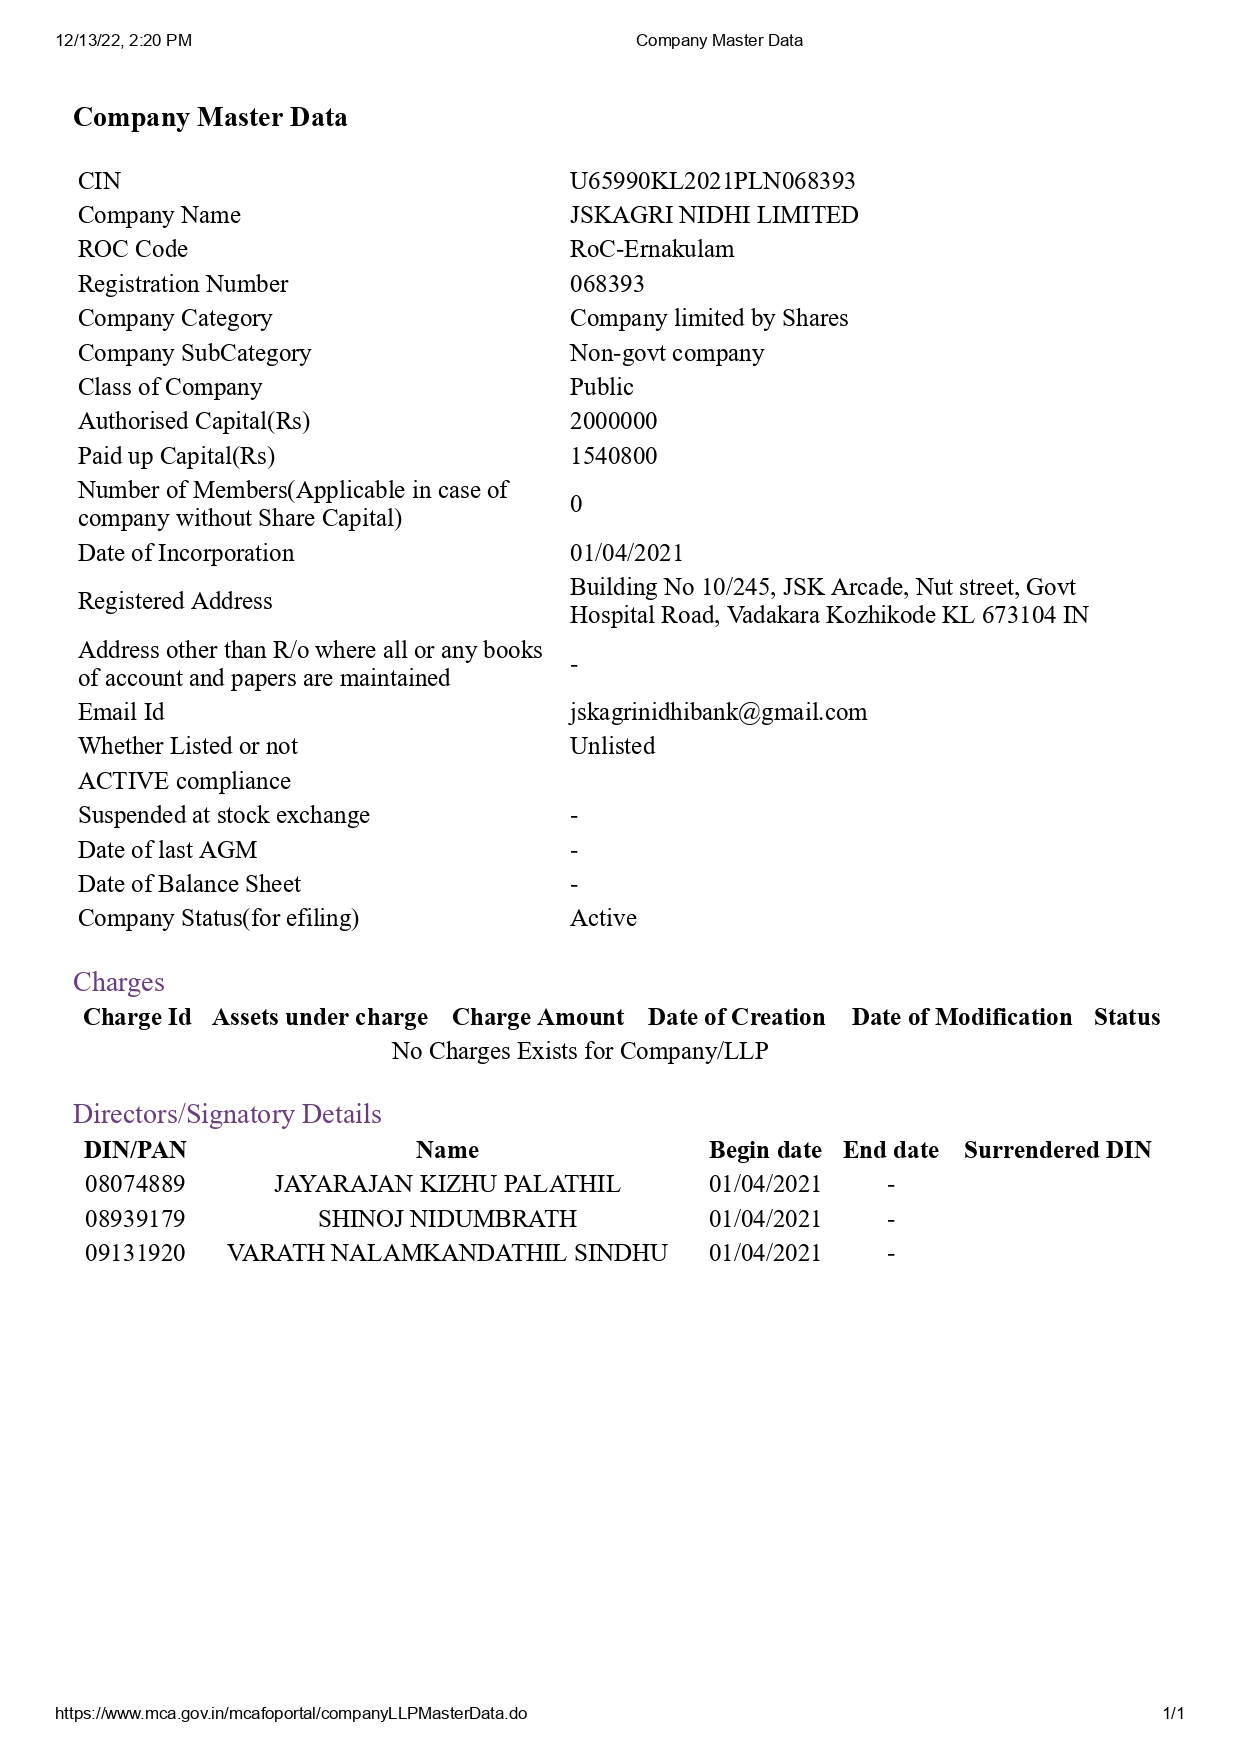 12/13/22, 2:20 PM Company Master Data
Company Master Data
CIN U65990KL2021PLN068393
Company Name JSKAGRI NIDHI LIMITED
ROC Code RoC-Ernakulam
Registration Number 068393
Company Category Company limited by Shares
Company SubCategory Non-govt company
Class of Company Public
Authorised Capital(Rs) 2000000
Paid up Capital(Rs) 1540800
Number of Members(Applicable in case of
company without Share Capital) 0
Date of Incorporation 01/04/2021
Registered Address Building No 10/245, JSK Arcade, Nut street, Govt
Hospital Road, Vadakara Kozhikode KL 673104 IN
Address other than R/o where all or any books
of account and papers are maintained -
Email Id jskagrinidhibank@gmail.com
Whether Listed or not Unlisted
ACTIVE compliance
Suspended at stock exchange -
Date of last AGM -
Date of Balance Sheet -
Company Status(for efiling) Active
Charges
Charge Id Assets under charge Charge Amount Date of Creation Date of Modification Status
No Charges Exists for Company/LLP
Directors/Signatory Details
DIN/PAN Name Begin date End date Surrendered DIN
08074889 JAYARAJAN KIZHU PALATHIL 01/04/2021 -
08939179 SHINOJ NIDUMBRATH 01/04/2021 -
09131920 VARATH NALAMKANDATHIL SINDHU 01/04/2021 -
https://www.mca.gov.in/mcafoportal/companyLLPMasterData.do 1/1